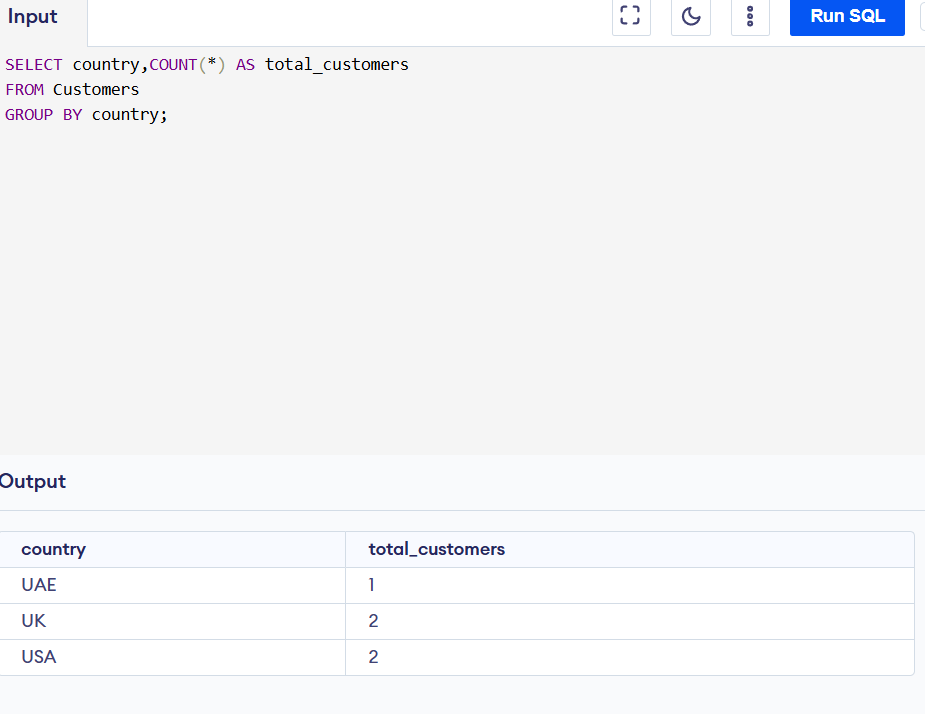 Input
Run SQL
SELECT country,COUNT(*) AS total_customers
FROM Customers
GROUP BY country;
Output
country total_customers
UAE 1
UK 2
USA 2